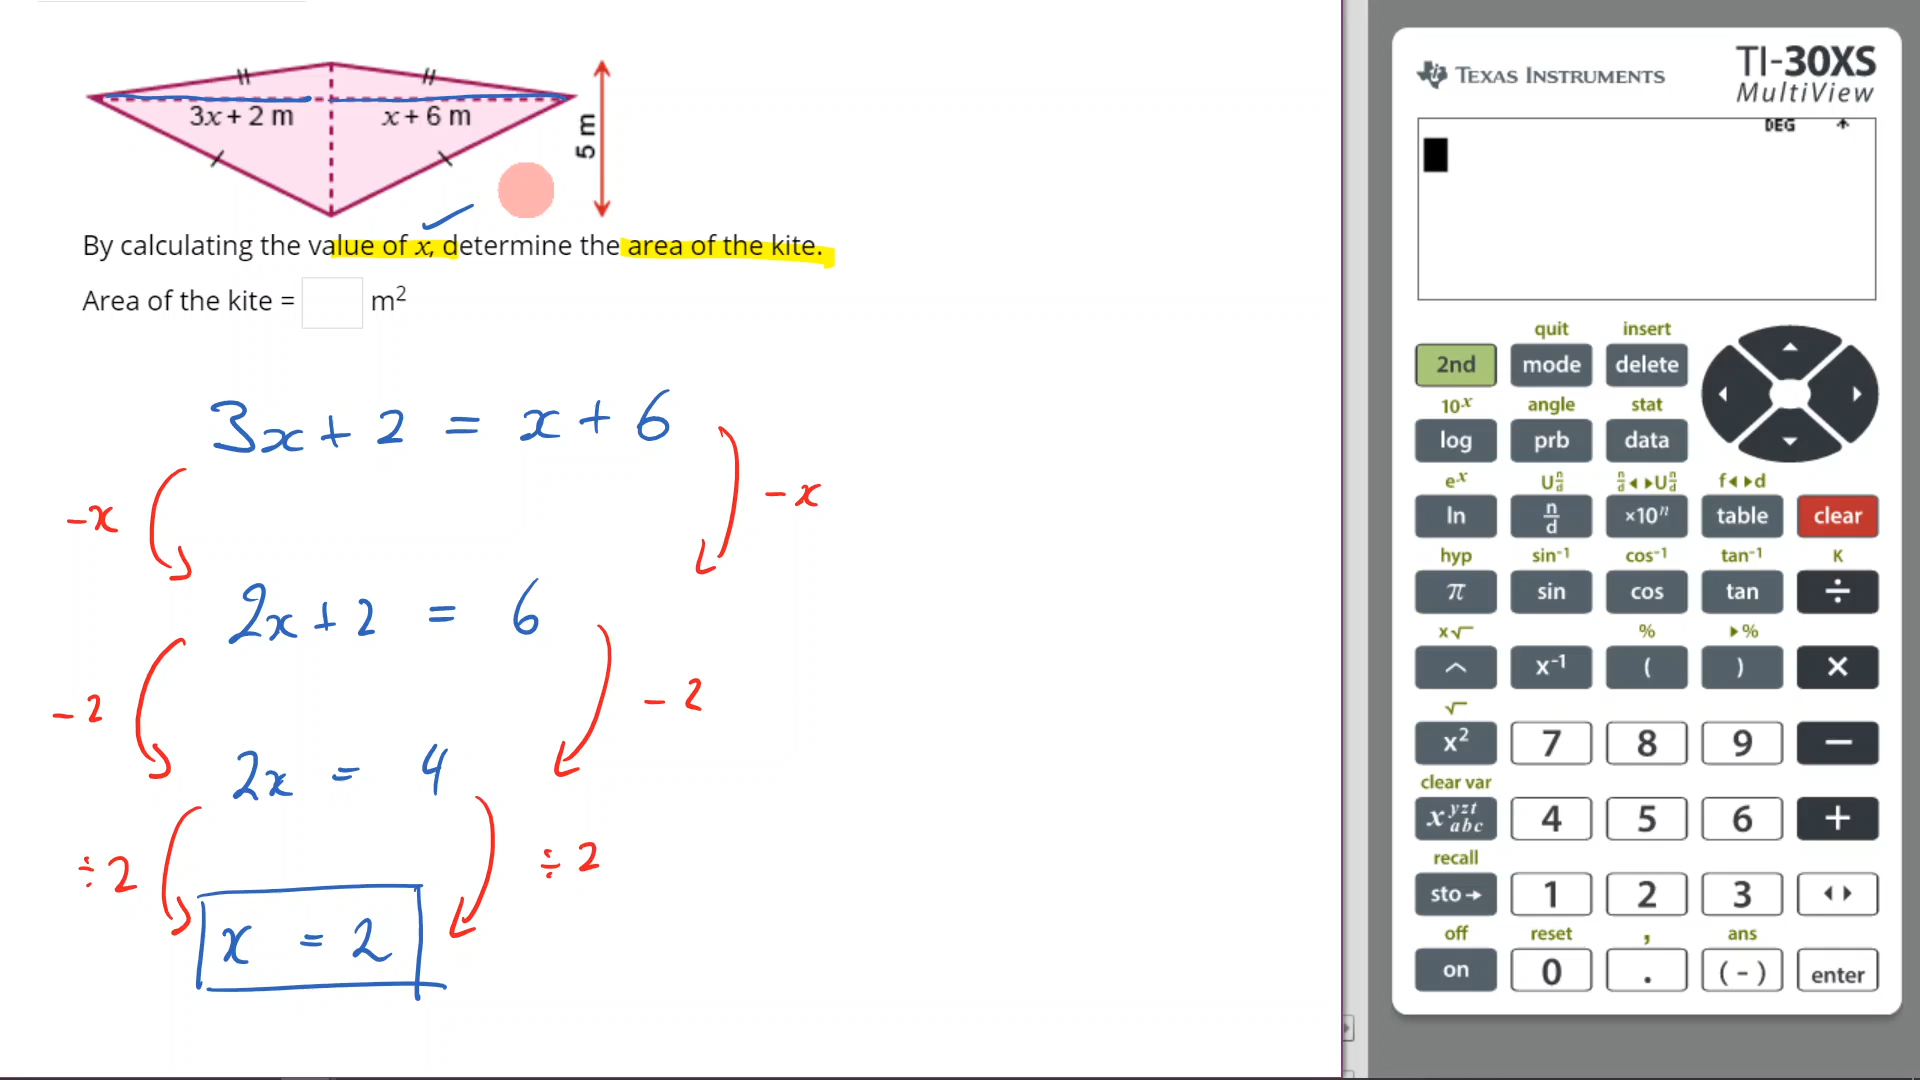 3x + 2 m
x + 6 m
5 m
By calculating the value of x, determine the area of the kite.
Area of the kite = m²
3x + 2 = x + 6
-x
-x
2x + 2 = 6
-2
-2
2x = 4
÷2
÷2
x = 2
TEXAS INSTRUMENTS
TI-30XS
MultiView
DEG
quit insert
2nd mode delete
10ˣ angle stat
log prb data
eˣ U n/d n/d ◂▸ U n/d f◂▸d
ln n/d ×10ⁿ table clear
hyp sin⁻¹ cos⁻¹ tan⁻¹ K
π sin cos tan ÷
x√ % ▸%
^ x⁻¹ ( ) ×
√
x² 7 8 9 −
clear var
x yzt abc 4 5 6 +
recall
sto→ 1 2 3 ◂▸
off reset , ans
on 0 . (-) enter